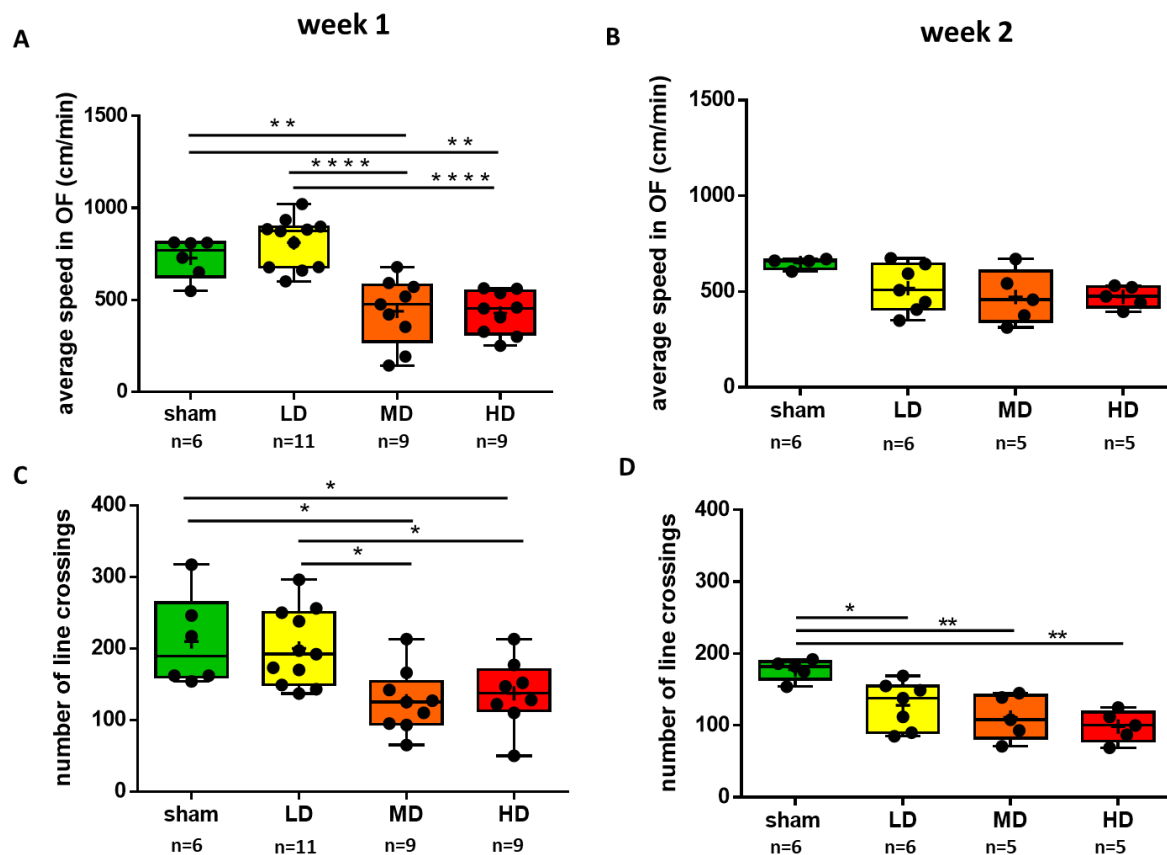 week 1
week 2
A
average speed in OF (cm/min)
1500
1000
500
0
* *
* *
* * * *
* * * *
sham LD MD HD
n=6 n=11 n=9 n=9
B
average speed in OF (cm/min)
1500
1000
500
0
sham LD MD HD
n=6 n=6 n=5 n=5
C
number of line crossings
400
300
200
100
0
*
*
*
*
sham LD MD HD
n=6 n=11 n=9 n=9
D
number of line crossings
400
300
200
100
0
*
**
**
sham LD MD HD
n=6 n=6 n=5 n=5